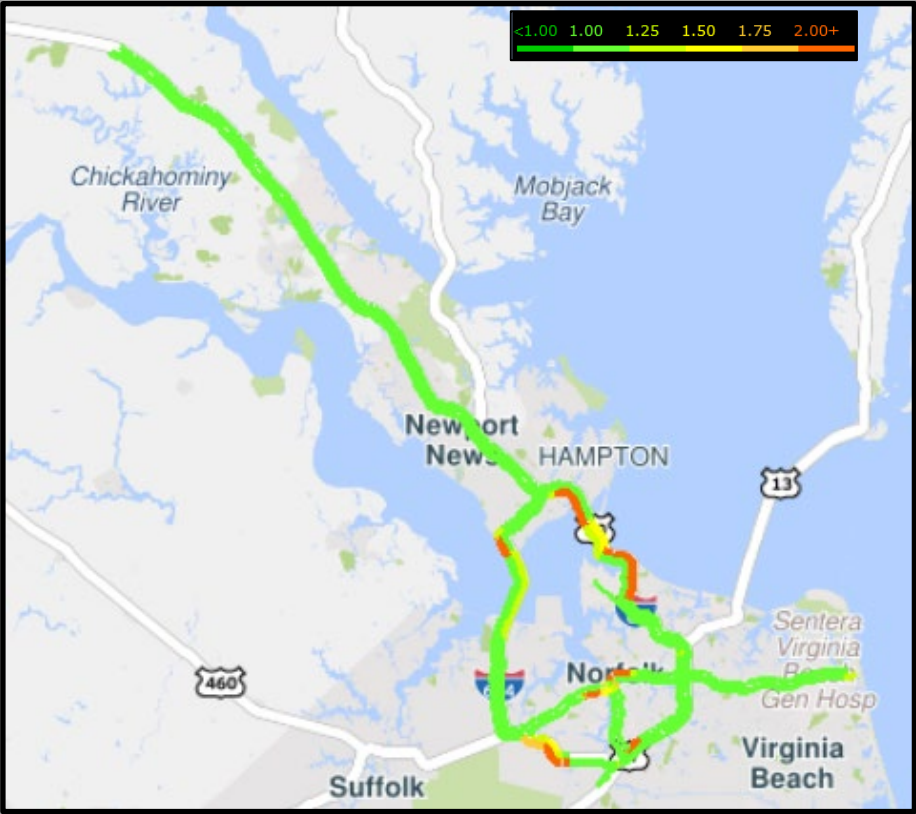 <1.00 1.00 1.25 1.50 1.75 2.00+
Chickahominy
River
Mobjack
Bay
Newport
News
HAMPTON
13
Sentera
Virginia
Gen Hosp
Norfolk
460
Virginia
Beach
Suffolk